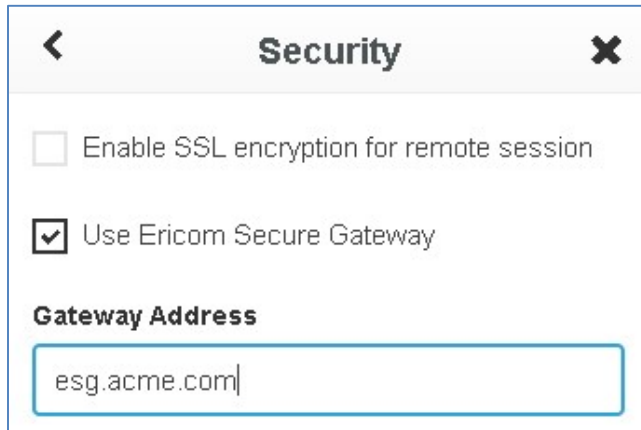 Security
Enable SSL encryption for remote session
Use Ericom Secure Gateway
Gateway Address
esg.acme.com